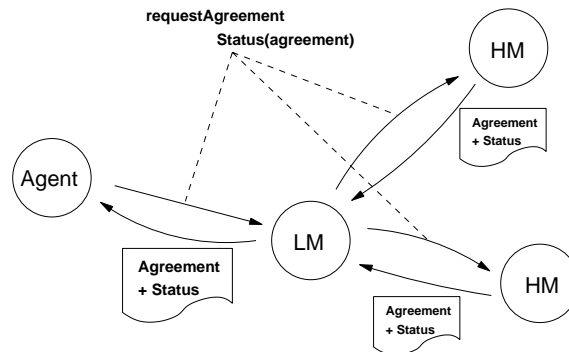 requestAgreement
Status(agreement)
HM
Agreement
+ Status
Agent
LM
Agreement
+ Status
HM
Agreement
+ Status